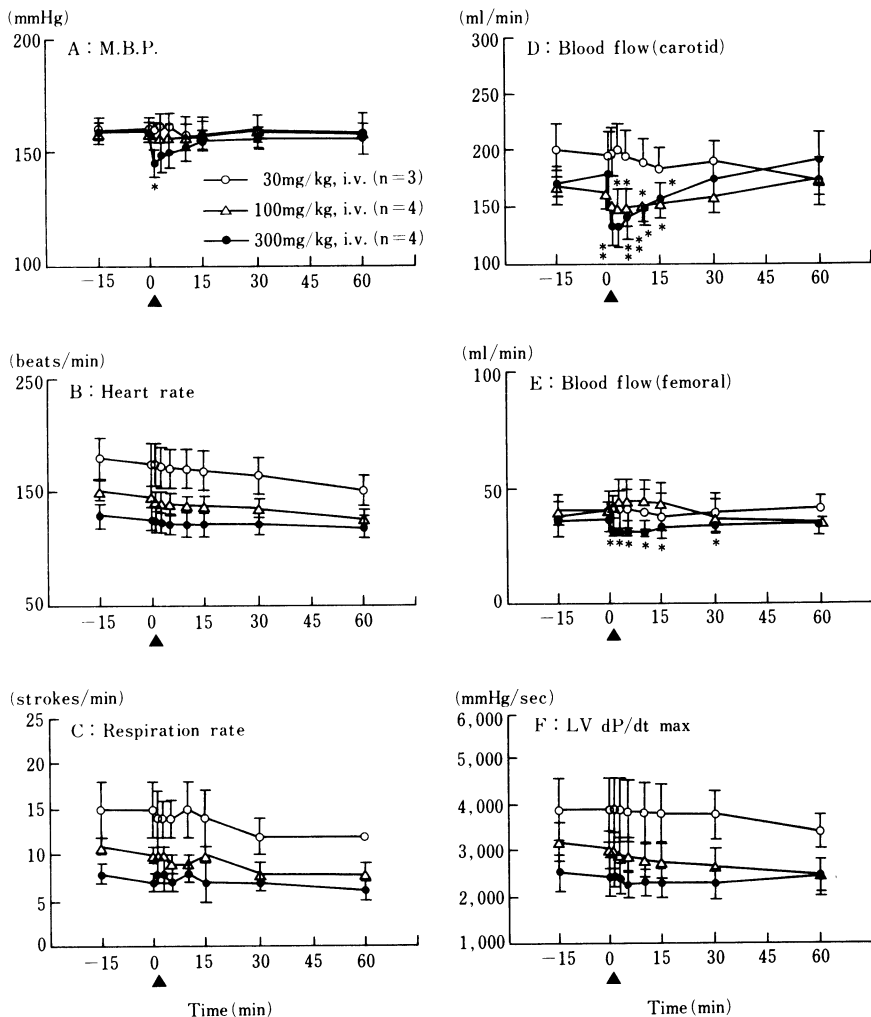 (mmHg)
A : M.B.P.
200
150
100
-15 0 15 30 45 60
*
30mg/kg, i.v. (n=3)
100mg/kg, i.v. (n=4)
300mg/kg, i.v. (n=4)
(ml/min)
D : Blood flow(carotid)
300
250
200
150
100
** * *
* * *
** ** **
-15 0 15 30 45 60
(beats/min)
B : Heart rate
250
150
50
-15 0 15 30 45 60
(ml/min)
E : Blood flow(femoral)
100
50
0
* * * * * *
-15 0 15 30 45 60
(strokes/min)
C : Respiration rate
25
20
15
10
5
0
-15 0 15 30 45 60
Time(min)
(mmHg/sec)
F : LV dP/dt max
6,000
5,000
4,000
3,000
2,000
1,000
-15 0 15 30 45 60
Time(min)